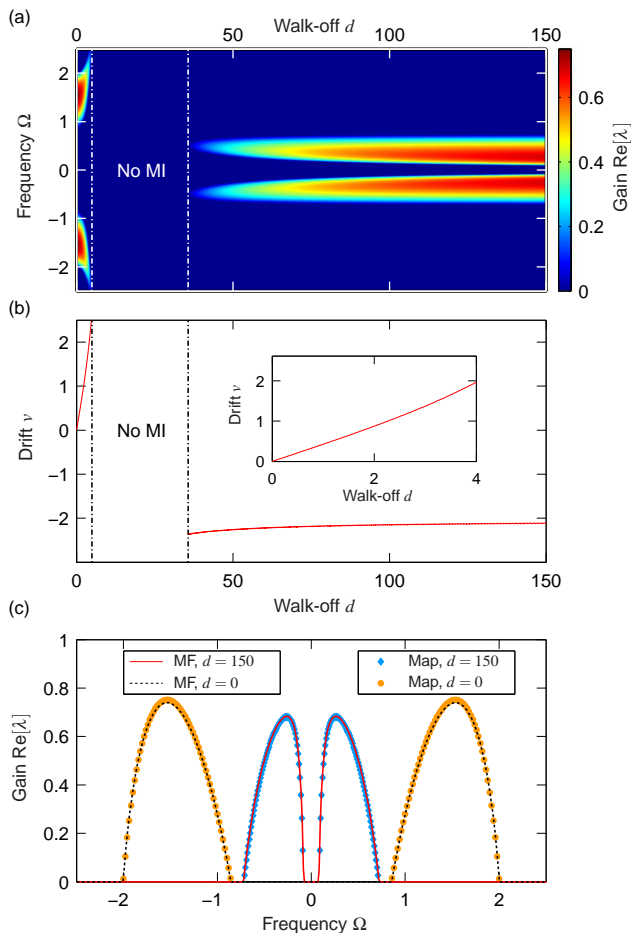 (a)
Walk-off d
0 50 100 150
2
1
0
−1
−2
Frequency Ω
No MI
0.6
0.4
0.2
0
Gain Re[λ]
(b)
2
1
0
−1
−2
Drift ν
No MI
2
1
0
Drift ν
0 2 4
Walk-off d
0 50 100 150
Walk-off d
(c)
1
0.8
0.6
0.4
0.2
0
Gain Re[λ]
MF, d = 150
MF, d = 0
Map, d = 150
Map, d = 0
−2 −1 0 1 2
Frequency Ω